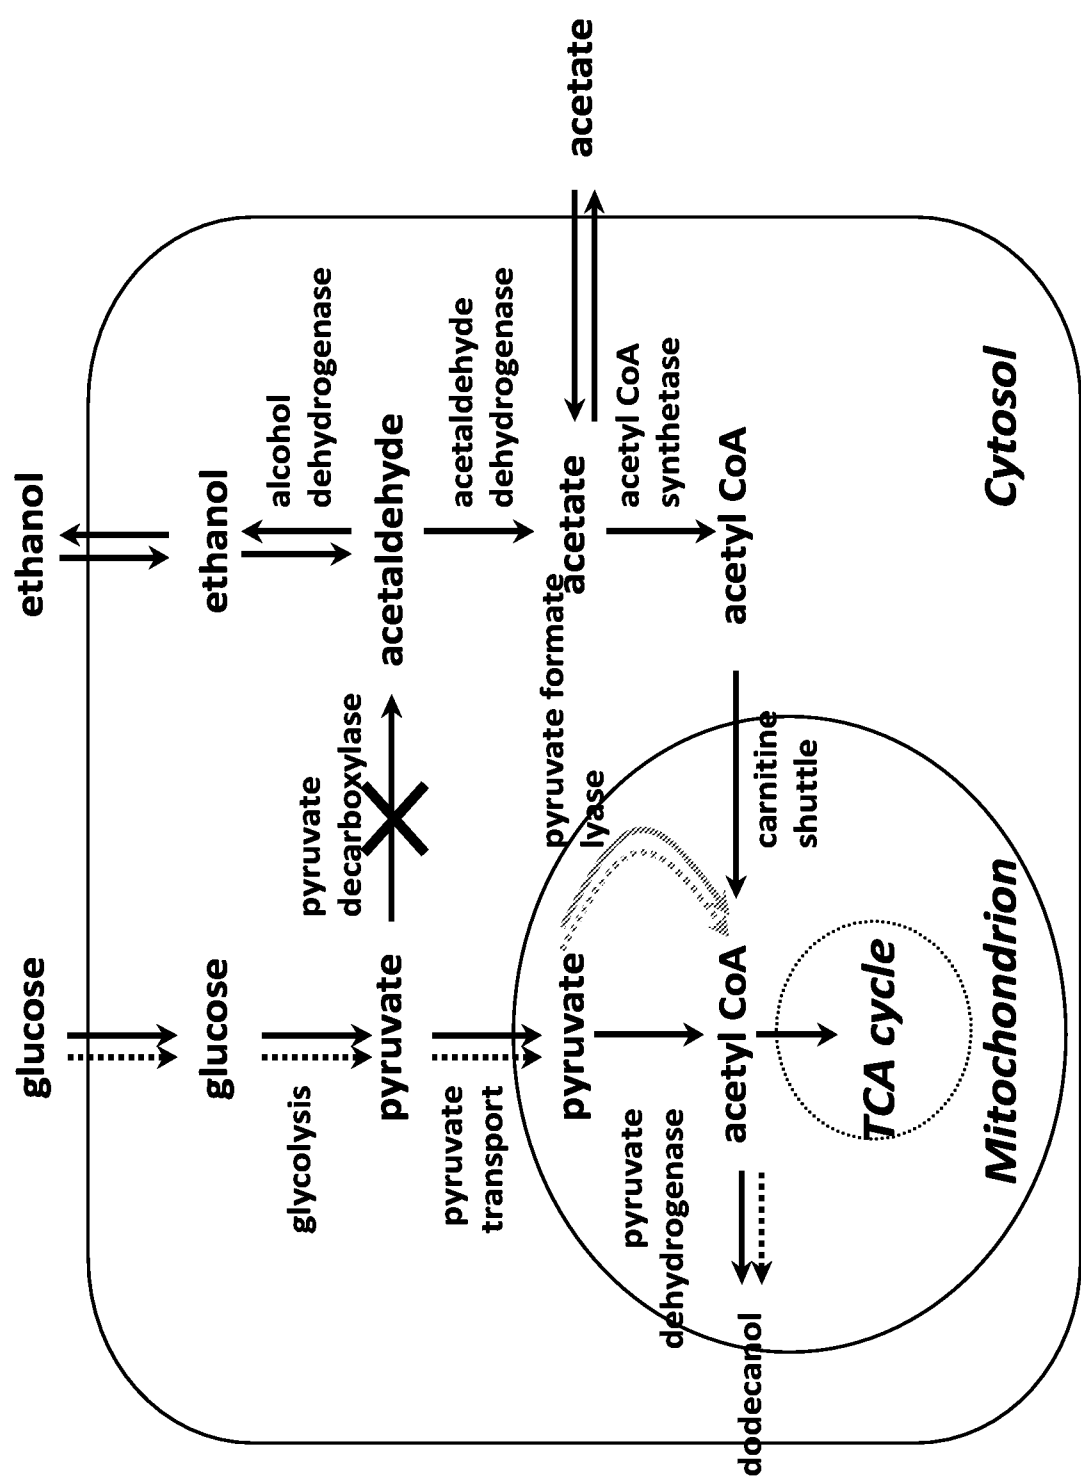 glucose
ethanol
glucose
ethanol
glycolysis
pyruvate
decarboxylase
alcohol
dehydrogenase
pyruvate
acetaldehyde
pyruvate
transport
acetaldehyde
dehydrogenase
pyruvate formate
lyase
pyruvate
acetate
acetate
pyruvate
dehydrogenase
acetyl CoA
synthetase
dodecanol
acetyl CoA
acetyl CoA
carnitine
shuttle
TCA cycle
Mitochondrion
Cytosol